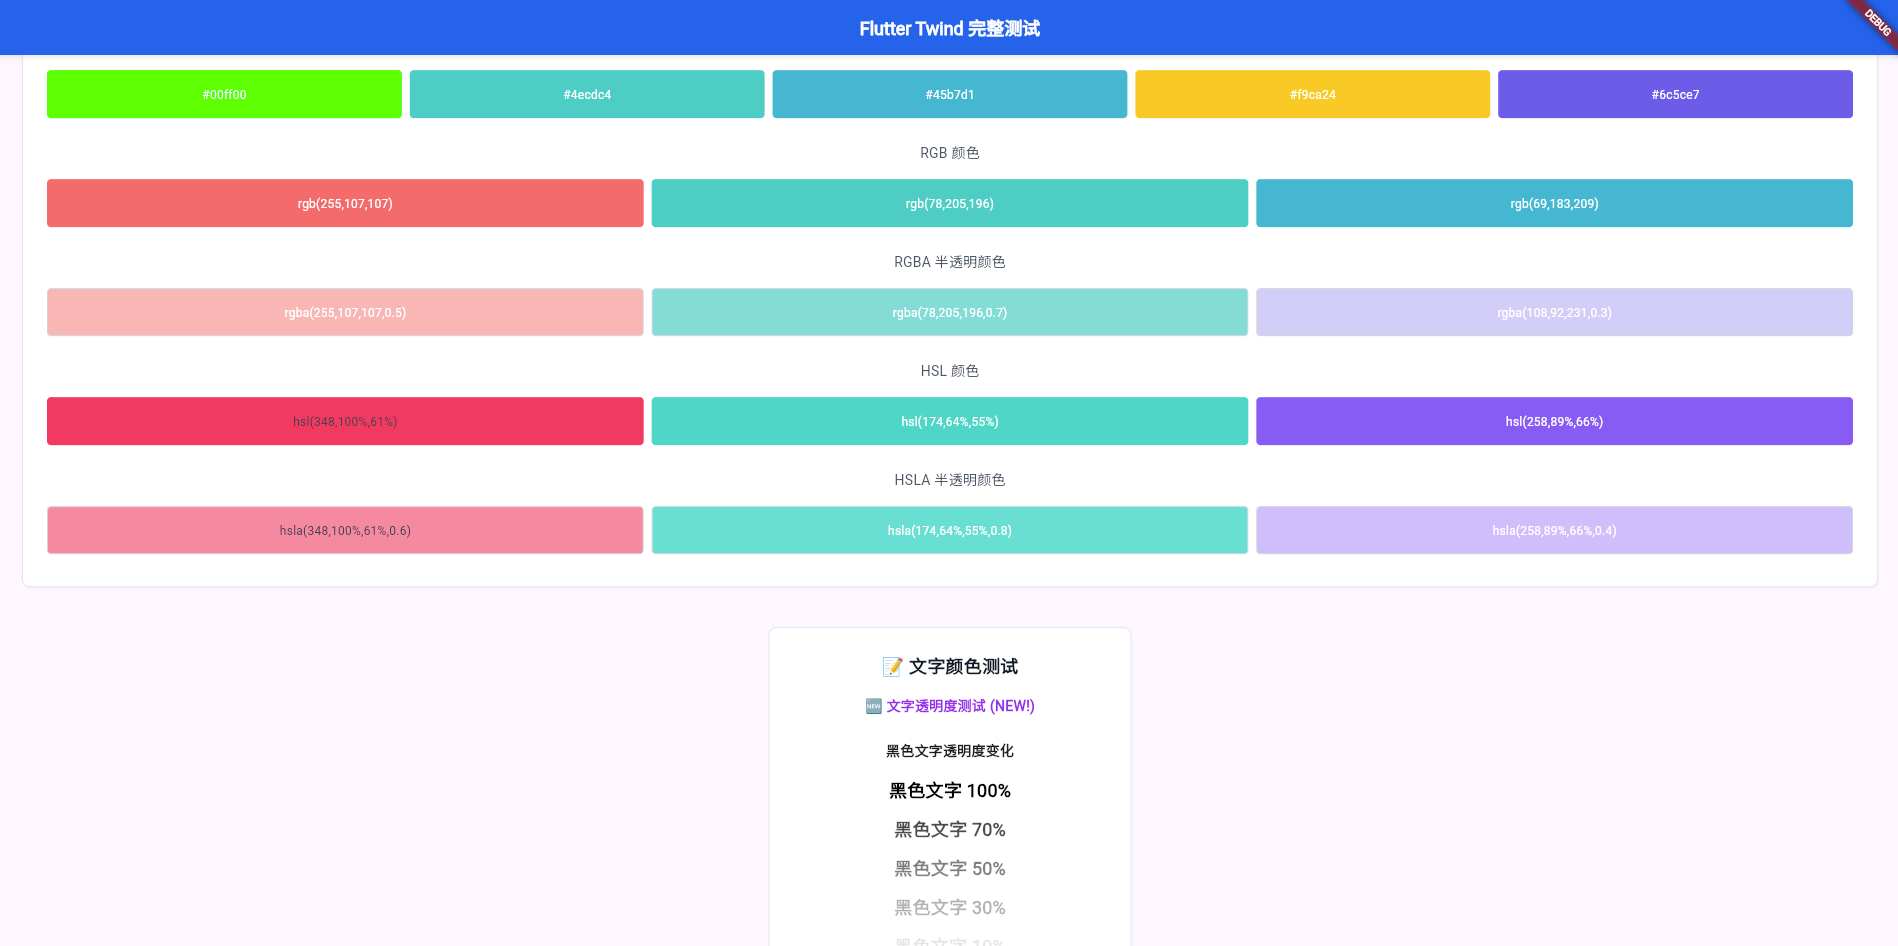 Flutter Twind 完整测试
DEBUG
#00ff00
#4ecdc4
#45b7d1
#f9ca24
#6c5ce7
RGB 颜色
rgb(255,107,107)
rgb(78,205,196)
rgb(69,183,209)
RGBA 半透明颜色
rgba(255,107,107,0.5)
rgba(78,205,196,0.7)
rgba(108,92,231,0.3)
HSL 颜色
hsl(348,100%,61%)
hsl(174,64%,55%)
hsl(258,89%,66%)
HSLA 半透明颜色
hsla(348,100%,61%,0.6)
hsla(174,64%,55%,0.8)
hsla(258,89%,66%,0.4)
📝 文字颜色测试
🆕 文字透明度测试 (NEW!)
黑色文字透明度变化
黑色文字 100%
黑色文字 70%
黑色文字 50%
黑色文字 30%
黑色文字 10%